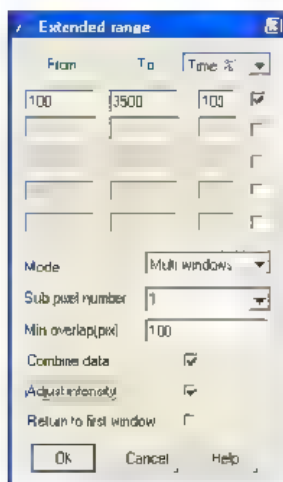 Extended range
From To Time %
100 3500 100
Mode Multi windows
Sub pixel number 1
Min overlap(pix) 100
Combine data
Adjust intensity
Return to first window
OK Cancel Help